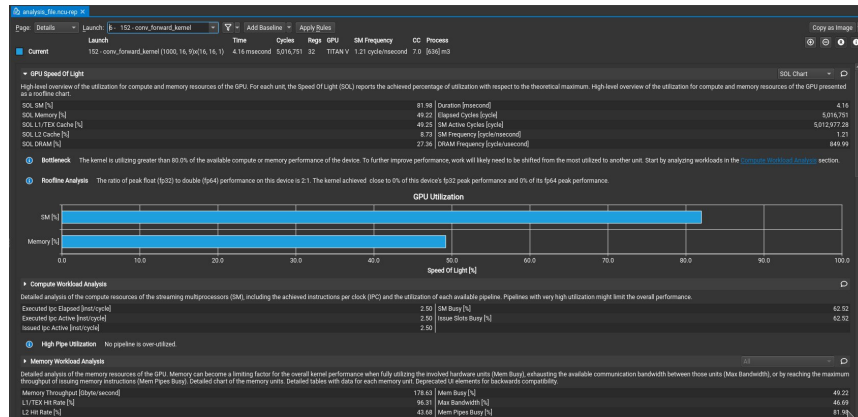 analysis_file.ncu-rep ×
Page: Details Launch: 6 - 152 - conv_forward_kernel Add Baseline Apply Rules Copy as Image
Launch Time Cycles Regs GPU SM Frequency CC Process
Current 152 - conv_forward_kernel (1000, 16, 9)x(16, 16, 1) 4.16 msecond 5,016,751 32 TITAN V 1.21 cycle/nsecond 7.0 [636] m3
GPU Speed Of Light SOL Chart
High-level overview of the utilization for compute and memory resources of the GPU. For each unit, the Speed Of Light (SOL) reports the achieved percentage of utilization with respect to the theoretical maximum. High-level overview of the utilization for compute and memory resources of the GPU presented
as a roofline chart.
SOL SM [%] 81.98 Duration [msecond] 4.16
SOL Memory [%] 49.22 Elapsed Cycles [cycle] 5,016,751
SOL L1/TEX Cache [%] 49.25 SM Active Cycles [cycle] 5,012,977.28
SOL L2 Cache [%] 8.73 SM Frequency [cycle/nsecond] 1.21
SOL DRAM [%] 27.36 DRAM Frequency [cycle/usecond] 849.99
Bottleneck The kernel is utilizing greater than 80.0% of the available compute or memory performance of the device. To further improve performance, work will likely need to be shifted from the most utilized to another unit. Start by analyzing workloads in the Compute Workload Analysis section.
Roofline Analysis The ratio of peak float (fp32) to double (fp64) performance on this device is 2:1. The kernel achieved close to 0% of this device's fp32 peak performance and 0% of its fp64 peak performance.
GPU Utilization
SM [%]
Memory [%]
0.0 10.0 20.0 30.0 40.0 50.0 60.0 70.0 80.0 90.0 100.0
Speed Of Light [%]
Compute Workload Analysis
Detailed analysis of the compute resources of the streaming multiprocessors (SM), including the achieved instructions per clock (IPC) and the utilization of each available pipeline. Pipelines with very high utilization might limit the overall performance.
Executed Ipc Elapsed [inst/cycle] 2.50 SM Busy [%] 62.52
Executed Ipc Active [inst/cycle] 2.50 Issue Slots Busy [%] 62.52
Issued Ipc Active [inst/cycle] 2.50
High Pipe Utilization No pipeline is over-utilized.
Memory Workload Analysis All
Detailed analysis of the memory resources of the GPU. Memory can become a limiting factor for the overall kernel performance when fully utilizing the involved hardware units (Mem Busy), exhausting the available communication bandwidth between those units (Max Bandwidth), or by reaching the maximum
throughput of issuing memory instructions (Mem Pipes Busy). Detailed chart of the memory units. Detailed tables with data for each memory unit. Deprecated UI elements for backwards compatibility.
Memory Throughput [Gbyte/second] 178.63 Mem Busy [%] 49.22
L1/TEX Hit Rate [%] 96.31 Max Bandwidth [%] 46.69
L2 Hit Rate [%] 43.68 Mem Pipes Busy [%] 81.98